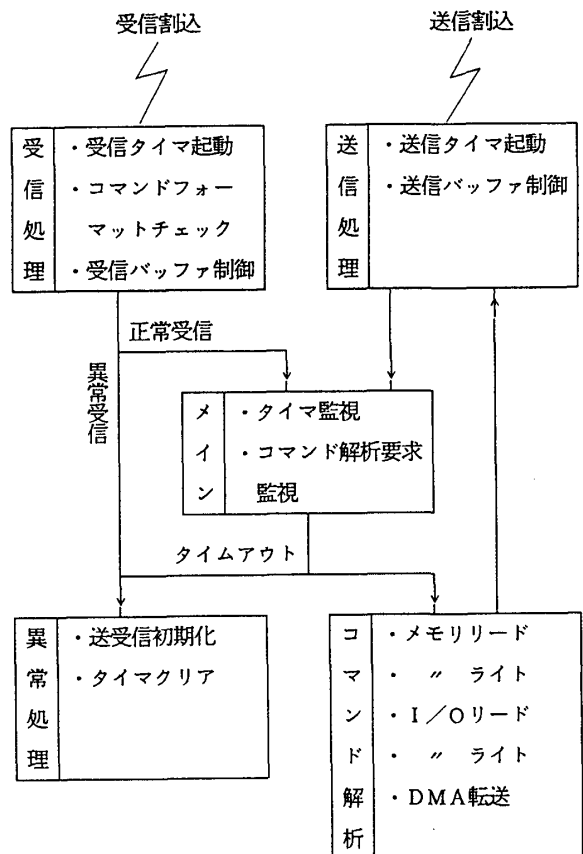 受信割込
送信割込
受信処理
・受信タイマ起動
・コマンドフォー
マットチェック
・受信バッファ制御
送信処理
・送信タイマ起動
・送信バッファ制御
正常受信
異常受信
メイン
・タイマ監視
・コマンド解析要求
監視
タイムアウト
異常処理
・送受信初期化
・タイマクリア
コマンド解析
・メモリリード
・ 〃 ライト
・I/Oリード
・ 〃 ライト
・DMA転送